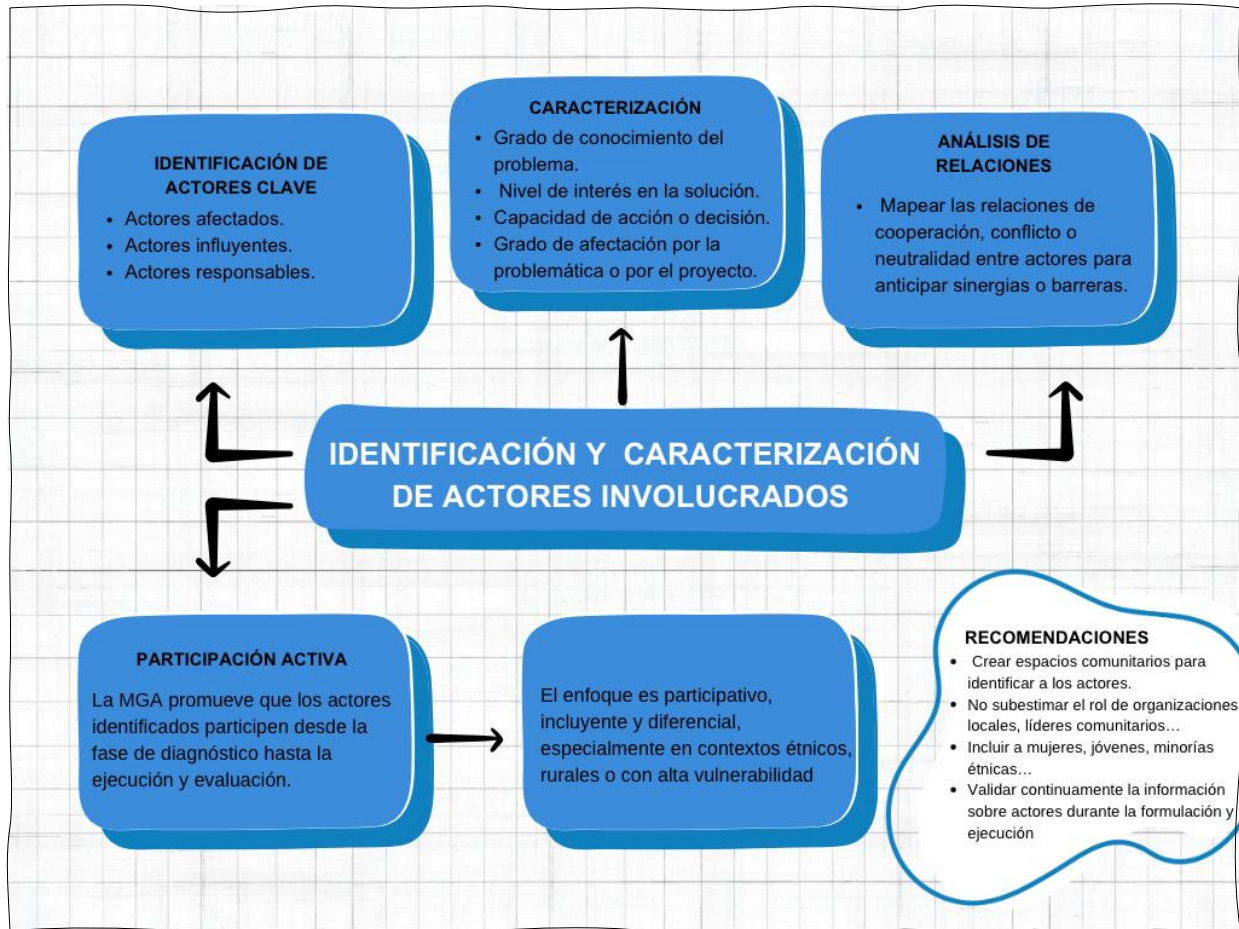 IDENTIFICACIÓN DE
ACTORES CLAVE
• Actores afectados.
• Actores influyentes.
• Actores responsables.
CARACTERIZACIÓN
• Grado de conocimiento del
problema.
• Nivel de interés en la solución.
• Capacidad de acción o decisión.
• Grado de afectación por la
problemática o por el proyecto.
ANÁLISIS DE
RELACIONES
• Mapear las relaciones de
cooperación, conflicto o
neutralidad entre actores para
anticipar sinergias o barreras.
IDENTIFICACIÓN Y CARACTERIZACIÓN
DE ACTORES INVOLUCRADOS
PARTICIPACIÓN ACTIVA
La MGA promueve que los actores
identificados participen desde la
fase de diagnóstico hasta la
ejecución y evaluación.
El enfoque es participativo,
incluyente y diferencial,
especialmente en contextos étnicos,
rurales o con alta vulnerabilidad
RECOMENDACIONES
• Crear espacios comunitarios para
identificar a los actores.
• No subestimar el rol de organizaciones
locales, líderes comunitarios…
• Incluir a mujeres, jóvenes, minorías
étnicas…
• Validar continuamente la información
sobre actores durante la formulación y
ejecución